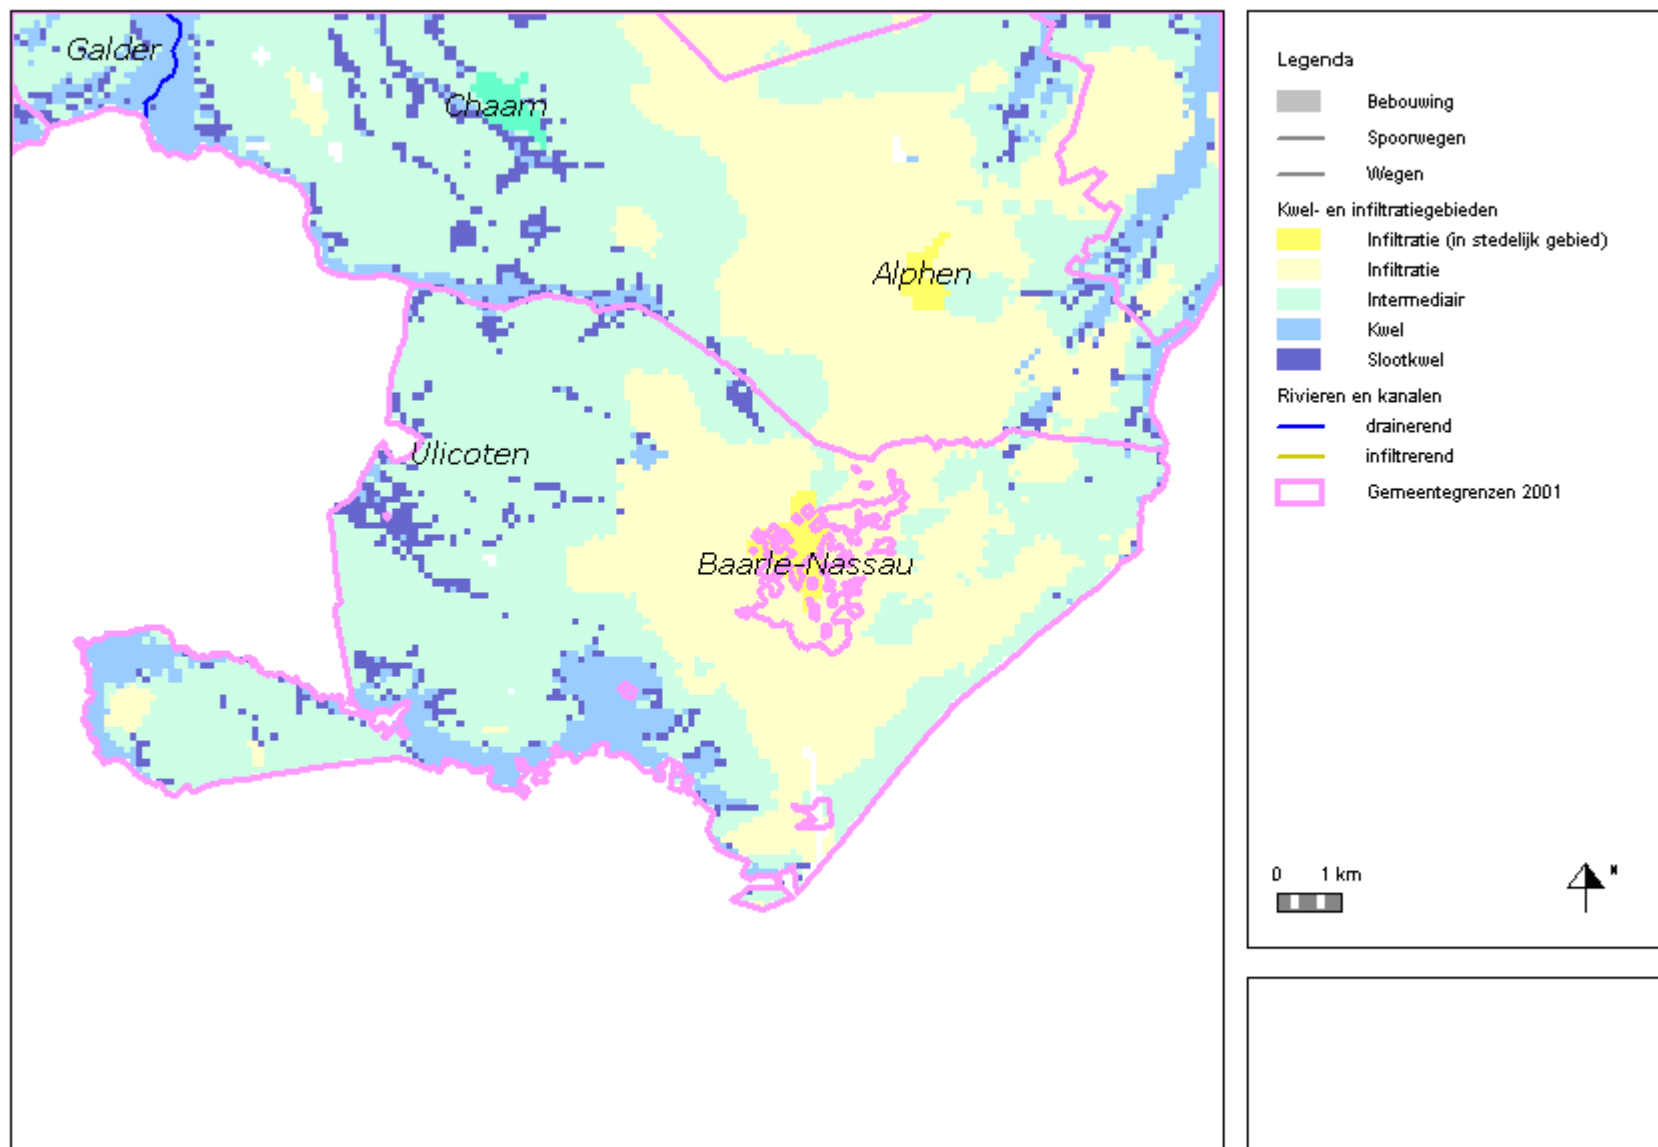 Galder
Chaam
Alphen
Ulicoten
Baarle-Nassau
Legenda
Bebouwing
Spoorwegen
Wegen
Kwel- en infiltratiegebieden
Infiltratie (in stedelijk gebied)
Infiltratie
Intermediair
Kwel
Slootkwel
Rivieren en kanalen
drainerend
infiltrerend
Gemeentegrenzen 2001
0 1 km
N